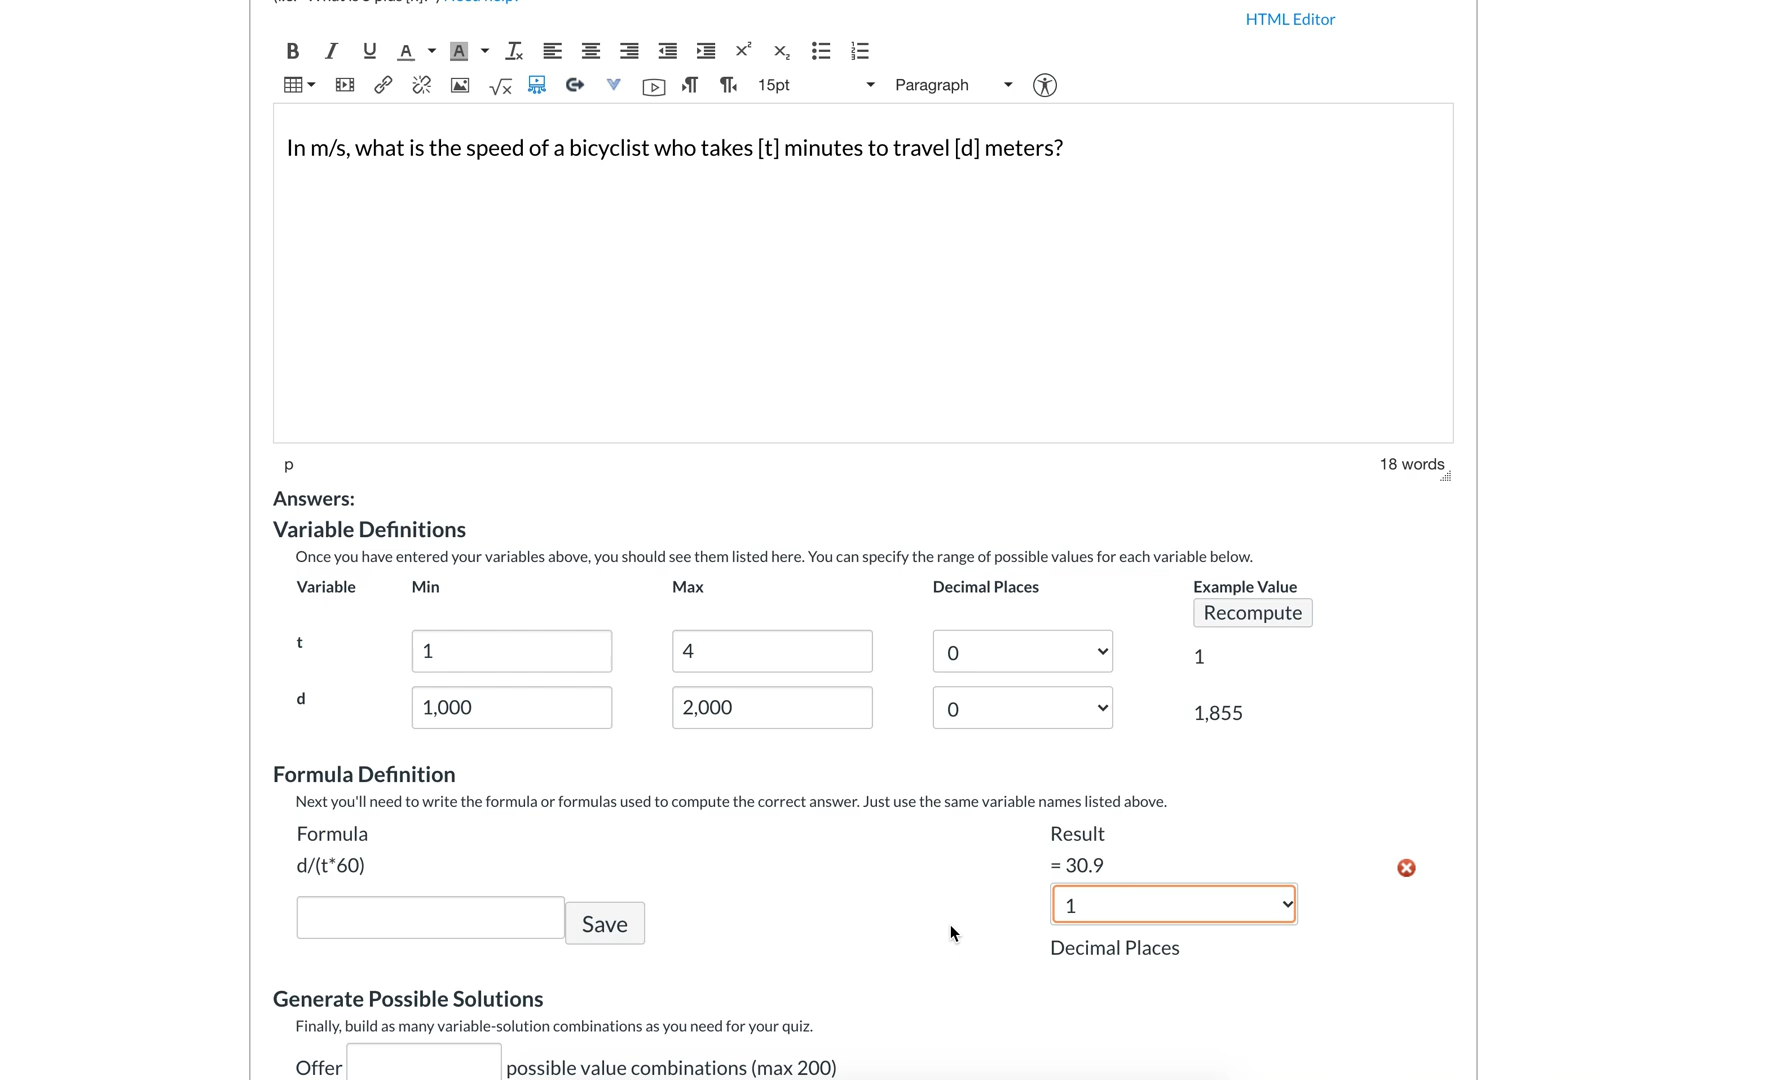 HTML Editor
B I U A A
15pt Paragraph
In m/s, what is the speed of a bicyclist who takes [t] minutes to travel [d] meters?
p 18 words
Answers:
Variable Definitions
Once you have entered your variables above, you should see them listed here. You can specify the range of possible values for each variable below.
Variable Min Max Decimal Places Example Value
Recompute
t 1 4 0 1
d 1,000 2,000 0 1,855
Formula Definition
Next you'll need to write the formula or formulas used to compute the correct answer. Just use the same variable names listed above.
Formula Result
d/(t*60) = 30.9
Save 1
Decimal Places
Generate Possible Solutions
Finally, build as many variable-solution combinations as you need for your quiz.
Offer possible value combinations (max 200)